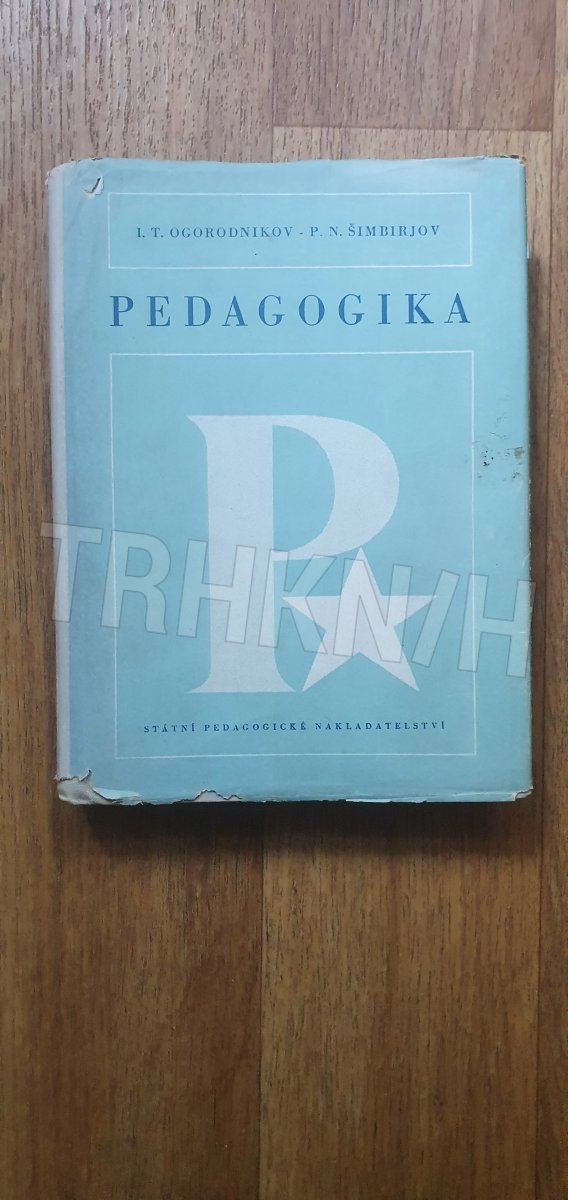 I. T. OGORODNIKOV - P. N. ŠIMBIRJOV
PEDAGOGIKA
P
TRHKNIH
STÁTNÍ PEDAGOGICKÉ NAKLADATELSTVÍ